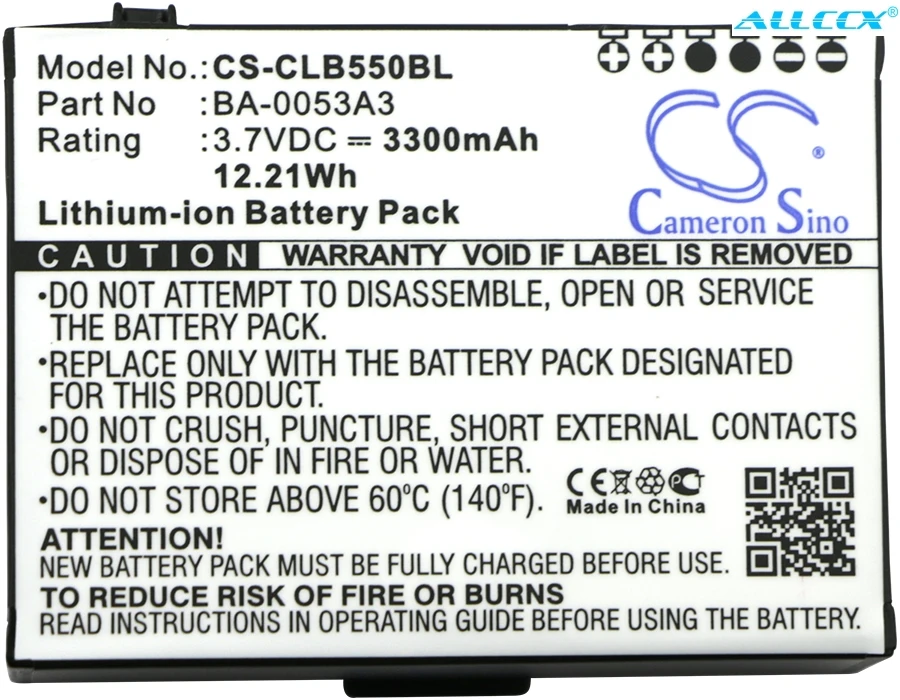 ALLCCX®
Model No.: CS-CLB550BL
Part No : BA-0053A3
Rating : 3.7VDC ⎓ 3300mAh
12.21Wh
Lithium-ion Battery Pack
CS ®
Cameron Sino
CAUTION WARRANTY VOID IF LABEL IS REMOVED
•DO NOT ATTEMPT TO DISASSEMBLE, OPEN OR SERVICE
THE BATTERY PACK.
•REPLACE ONLY WITH THE BATTERY PACK DESIGNATED
FOR THIS PRODUCT.
•DO NOT CRUSH, PUNCTURE, SHORT EXTERNAL CONTACTS
OR DISPOSE OF IN FIRE OR WATER.
•DO NOT STORE ABOVE 60°C (140°F).
CE PCT
Made In China
ATTENTION!
NEW BATTERY PACK MUST BE FULLY CHARGED BEFORE USE.
TO REDUCE RISK OF FIRE OR BURNS
READ INSTRUCTIONS IN OPERATING GUIDE BEFORE USING THE BATTERY.